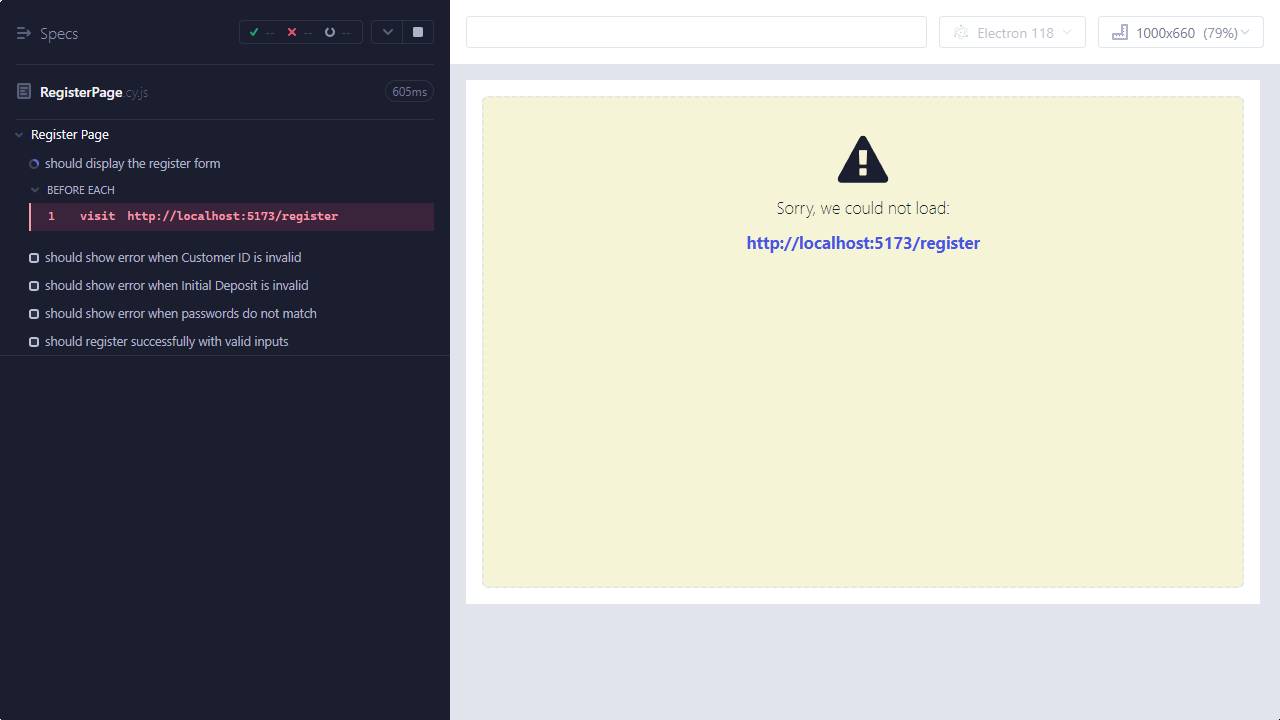 Specs
-- -- --
RegisterPage.cy.js 605ms
Register Page
should display the register form
BEFORE EACH
1 visit http://localhost:5173/register
should show error when Customer ID is invalid
should show error when Initial Deposit is invalid
should show error when passwords do not match
should register successfully with valid inputs
Electron 118
1000x660 (79%)
Sorry, we could not load:
http://localhost:5173/register